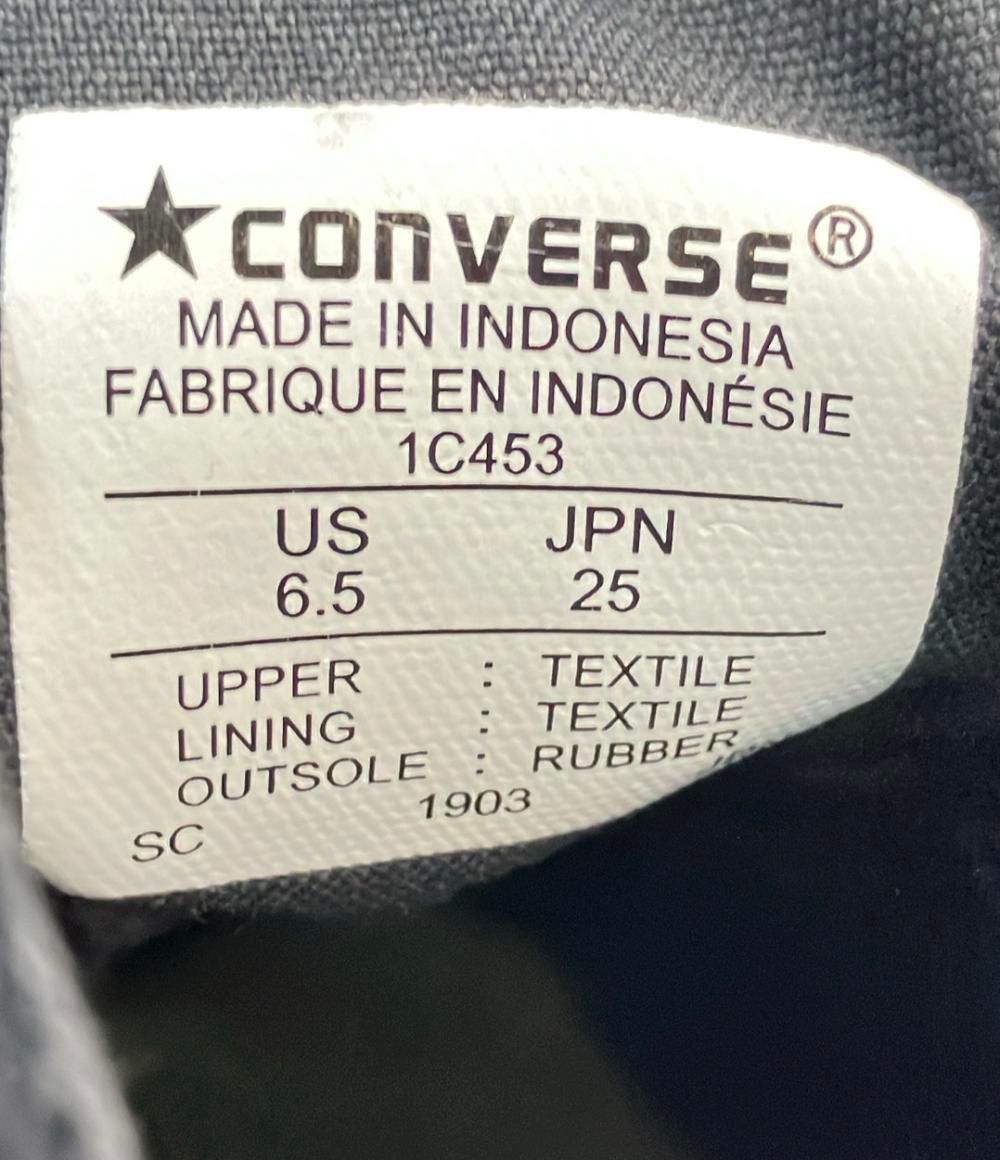 ★CONVERSE®
MADE IN INDONESIA
FABRIQUE EN INDONÉSIE
1C453
US JPN
6.5 25
UPPER : TEXTILE
LINING : TEXTILE
OUTSOLE : RUBBER
1903
SC